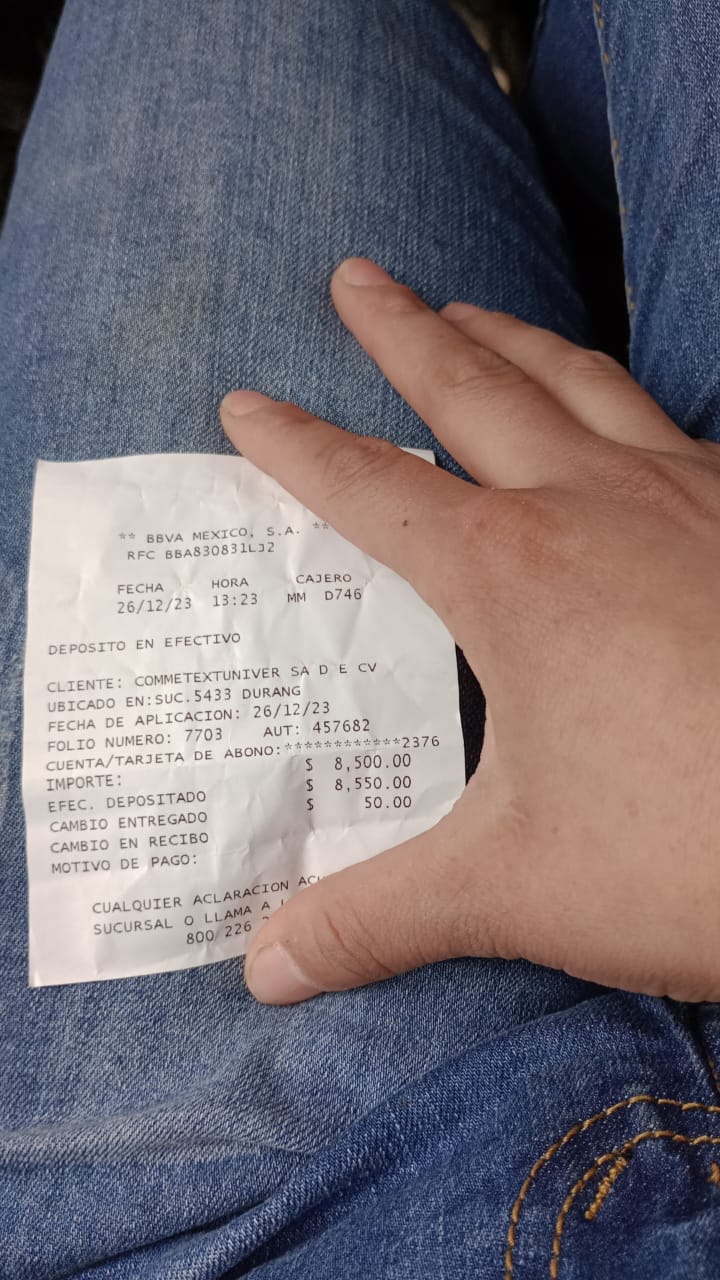 ** BBVA MEXICO, S.A. **
RFC BBA830831LJ2
FECHA HORA CAJERO
26/12/23 13:23 MM D746
DEPOSITO EN EFECTIVO
CLIENTE: COMMETEXTUNIVER SA D E CV
UBICADO EN:SUC.5433 DURANG
FECHA DE APLICACION: 26/12/23
FOLIO NUMERO: 7703 AUT: 457682
CUENTA/TARJETA DE ABONO:************2376
IMPORTE: $ 8,500.00
EFEC. DEPOSITADO $ 8,550.00
CAMBIO ENTREGADO $ 50.00
CAMBIO EN RECIBO
MOTIVO DE PAGO:
CUALQUIER ACLARACION
SUCURSAL O LLAMA A
800 226